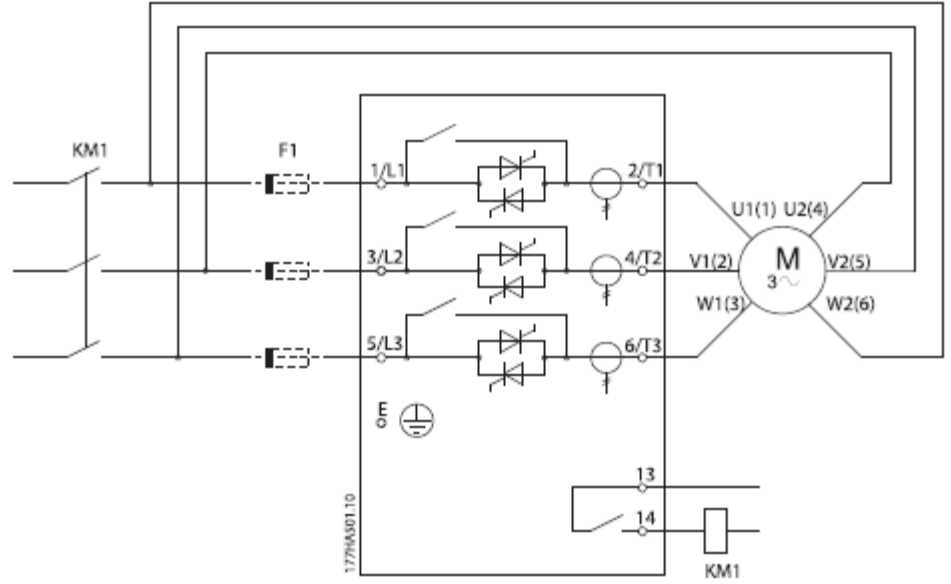 KM1
F1
1/L1
2/T1
U1(1) U2(4)
3/L2
4/T2
V1(2)
M
3~
V2(5)
W1(3)
W2(6)
5/L3
6/T3
E
13
14
177HA501.10
KM1